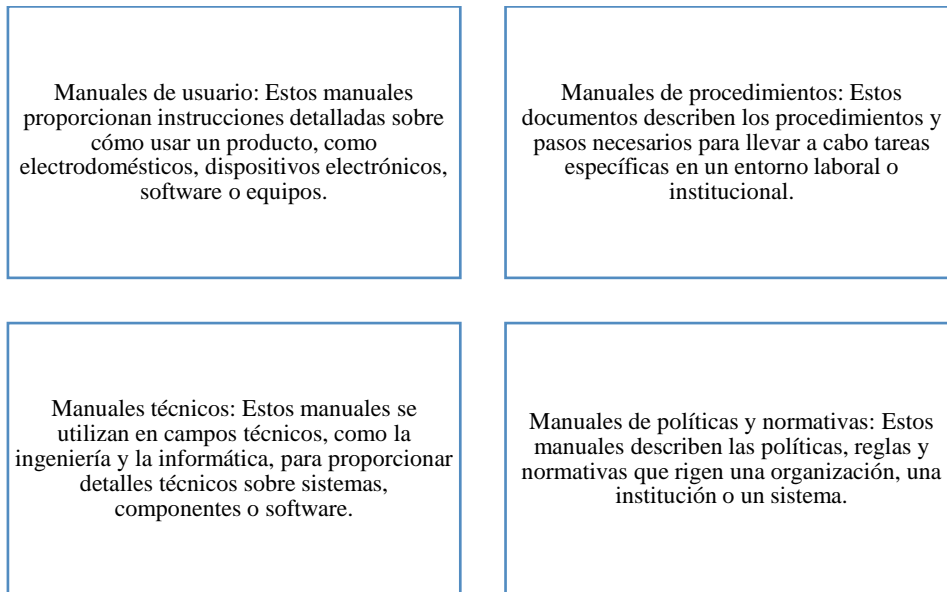 Manuales de usuario: Estos manuales
proporcionan instrucciones detalladas sobre
cómo usar un producto, como
electrodomésticos, dispositivos electrónicos,
software o equipos.
Manuales de procedimientos: Estos
documentos describen los procedimientos y
pasos necesarios para llevar a cabo tareas
específicas en un entorno laboral o
institucional.
Manuales técnicos: Estos manuales se
utilizan en campos técnicos, como la
ingeniería y la informática, para proporcionar
detalles técnicos sobre sistemas,
componentes o software.
Manuales de políticas y normativas: Estos
manuales describen las políticas, reglas y
normativas que rigen una organización, una
institución o un sistema.